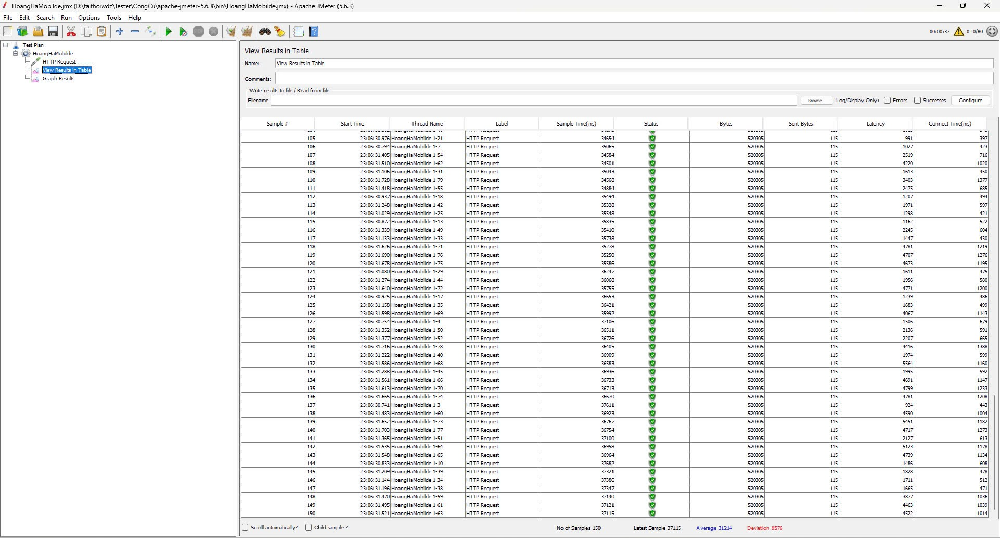 HoangHaMobilde.jmx (D:\taifhoiwdz\Tester\CongCu\apache-jmeter-5.6.3\bin\HoangHaMobilde.jmx) - Apache JMeter (5.6.3)
File Edit Search Run Options Tools Help
00:00:37 0 0/80
Test Plan
HoangHaMobilde
HTTP Request
View Results in Table
Graph Results
View Results in Table
Name: View Results in Table
Comments:
Write results to file / Read from file
Filename Browse... Log/Display Only: Errors Successes Configure
Sample # Start Time Thread Name Label Sample Time(ms) Status Bytes Sent Bytes Latency Connect Time(ms)
105 23:06:30.976 HoangHaMobilde 1-21 HTTP Request 34654 520305 115 991 397
106 23:06:30.794 HoangHaMobilde 1-7 HTTP Request 35065 520305 115 1027 423
107 23:06:31.405 HoangHaMobilde 1-54 HTTP Request 34584 520305 115 2519 716
108 23:06:31.510 HoangHaMobilde 1-62 HTTP Request 34501 520305 115 4220 1020
109 23:06:31.106 HoangHaMobilde 1-31 HTTP Request 35043 520305 115 1613 450
110 23:06:31.728 HoangHaMobilde 1-79 HTTP Request 34568 520305 115 3403 1377
111 23:06:31.418 HoangHaMobilde 1-55 HTTP Request 34884 520305 115 2475 685
112 23:06:30.937 HoangHaMobilde 1-18 HTTP Request 35494 520305 115 1207 494
113 23:06:31.248 HoangHaMobilde 1-42 HTTP Request 35328 520305 115 1971 597
114 23:06:31.029 HoangHaMobilde 1-25 HTTP Request 35548 520305 115 1298 421
115 23:06:30.872 HoangHaMobilde 1-13 HTTP Request 35835 520305 115 1162 522
116 23:06:31.339 HoangHaMobilde 1-49 HTTP Request 35410 520305 115 2245 604
117 23:06:31.133 HoangHaMobilde 1-33 HTTP Request 35738 520305 115 1447 430
118 23:06:31.626 HoangHaMobilde 1-71 HTTP Request 35278 520305 115 4781 1219
119 23:06:31.690 HoangHaMobilde 1-76 HTTP Request 35250 520305 115 4707 1276
120 23:06:31.678 HoangHaMobilde 1-75 HTTP Request 35586 520305 115 4673 1195
121 23:06:31.080 HoangHaMobilde 1-29 HTTP Request 36247 520305 115 1611 475
122 23:06:31.274 HoangHaMobilde 1-44 HTTP Request 36068 520305 115 1956 580
123 23:06:31.640 HoangHaMobilde 1-72 HTTP Request 35755 520305 115 4771 1200
124 23:06:30.925 HoangHaMobilde 1-17 HTTP Request 36653 520305 115 1239 486
125 23:06:31.158 HoangHaMobilde 1-35 HTTP Request 36421 520305 115 1683 499
126 23:06:31.598 HoangHaMobilde 1-69 HTTP Request 35992 520305 115 4067 1143
127 23:06:30.754 HoangHaMobilde 1-4 HTTP Request 37106 520305 115 1506 679
128 23:06:31.352 HoangHaMobilde 1-50 HTTP Request 36511 520305 115 2136 591
129 23:06:31.377 HoangHaMobilde 1-52 HTTP Request 36726 520305 115 2207 665
130 23:06:31.716 HoangHaMobilde 1-78 HTTP Request 36405 520305 115 4416 1388
131 23:06:31.222 HoangHaMobilde 1-40 HTTP Request 36909 520305 115 1974 599
132 23:06:31.586 HoangHaMobilde 1-68 HTTP Request 36583 520305 115 5564 1160
133 23:06:31.288 HoangHaMobilde 1-45 HTTP Request 36936 520305 115 1995 592
134 23:06:31.561 HoangHaMobilde 1-66 HTTP Request 36733 520305 115 4691 1147
135 23:06:31.613 HoangHaMobilde 1-70 HTTP Request 36713 520305 115 4799 1233
136 23:06:31.665 HoangHaMobilde 1-74 HTTP Request 36670 520305 115 4781 1208
137 23:06:30.741 HoangHaMobilde 1-3 HTTP Request 37611 520305 115 924 443
138 23:06:31.483 HoangHaMobilde 1-60 HTTP Request 36923 520305 115 4590 1004
139 23:06:31.652 HoangHaMobilde 1-73 HTTP Request 36767 520305 115 5451 1182
140 23:06:31.703 HoangHaMobilde 1-77 HTTP Request 36754 520305 115 4717 1273
141 23:06:31.365 HoangHaMobilde 1-51 HTTP Request 37100 520305 115 2127 613
142 23:06:31.535 HoangHaMobilde 1-64 HTTP Request 36958 520305 115 5123 1178
143 23:06:31.548 HoangHaMobilde 1-65 HTTP Request 36964 520305 115 4739 1134
144 23:06:30.833 HoangHaMobilde 1-10 HTTP Request 37682 520305 115 1486 608
145 23:06:31.209 HoangHaMobilde 1-39 HTTP Request 37321 520305 115 1828 478
146 23:06:31.144 HoangHaMobilde 1-34 HTTP Request 37386 520305 115 1711 512
147 23:06:31.196 HoangHaMobilde 1-38 HTTP Request 37347 520305 115 1665 471
148 23:06:31.470 HoangHaMobilde 1-59 HTTP Request 37140 520305 115 3877 1036
149 23:06:31.495 HoangHaMobilde 1-61 HTTP Request 37121 520305 115 4463 1039
150 23:06:31.521 HoangHaMobilde 1-63 HTTP Request 37115 520305 115 4522 1014
Scroll automatically? Child samples? No of Samples 150 Latest Sample 37115 Average 31214 Deviation 8576